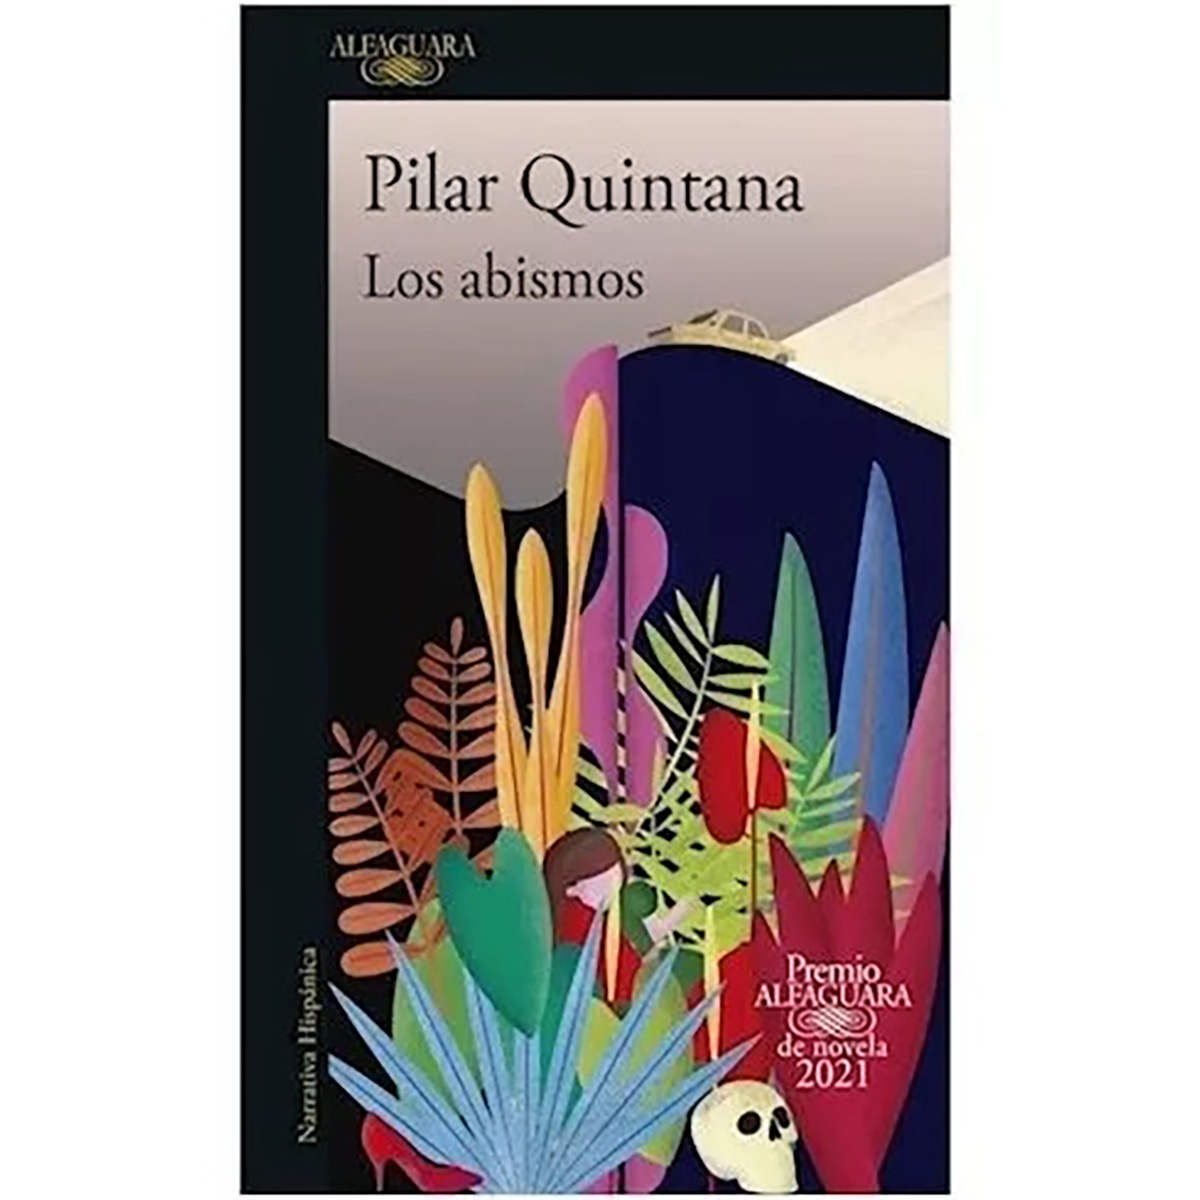 ALFAGUARA
Pilar Quintana
Los abismos
Narrativa Hispánica
Premio
ALFAGUARA
de novela
2021